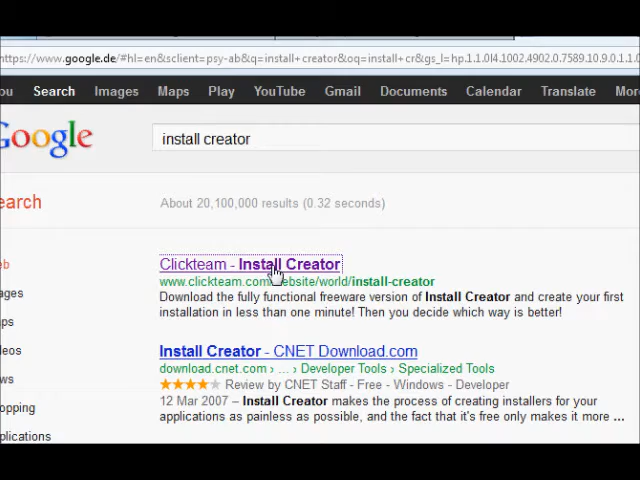 https://www.google.de/#hl=en&sclient=psy-ab&q=install+creator&oq=install+cr&gs_l=hp.1.1.0l4.1002.4902.0.7589.10.9.0.1.1.0
ou Search Images Maps Play YouTube Gmail Documents Calendar Translate More
Google install creator
earch About 20,100,000 results (0.32 seconds)
eb Clickteam - Install Creator
www.clickteam.com/website/world/install-creator
ages Download the fully functional freeware version of Install Creator and create your first
aps installation in less than one minute! Then you decide which way is better!
deos Install Creator - CNET Download.com
download.cnet.com › ... › Developer Tools › Specialized Tools
ws Review by CNET Staff - Free - Windows - Developer
opping 12 Mar 2007 – Install Creator makes the process of creating installers for your
applications as painless as possible, and the fact that it's free only makes it more ...
plications